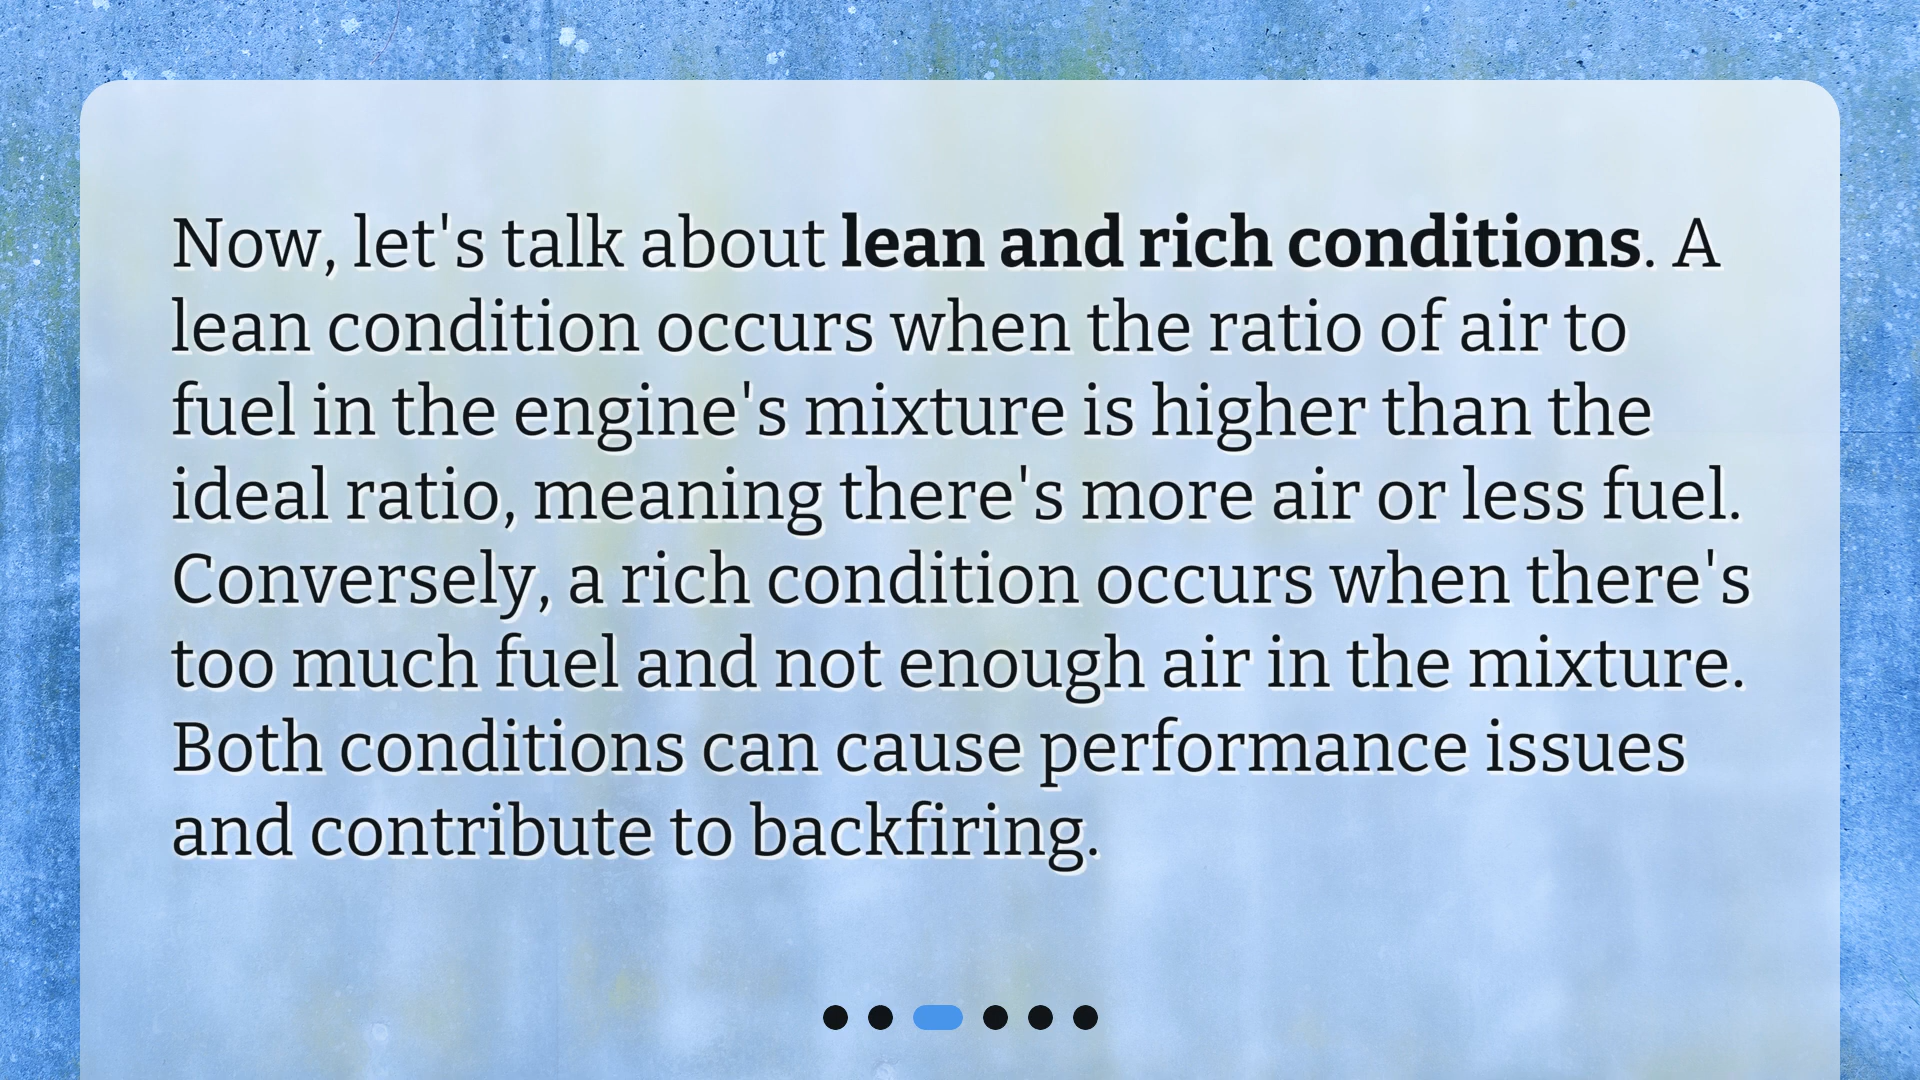 Now, let's talk about lean and rich conditions. A
lean condition occurs when the ratio of air to
fuel in the engine's mixture is higher than the
ideal ratio, meaning there's more air or less fuel.
Conversely, a rich condition occurs when there's
too much fuel and not enough air in the mixture.
Both conditions can cause performance issues
and contribute to backfiring.